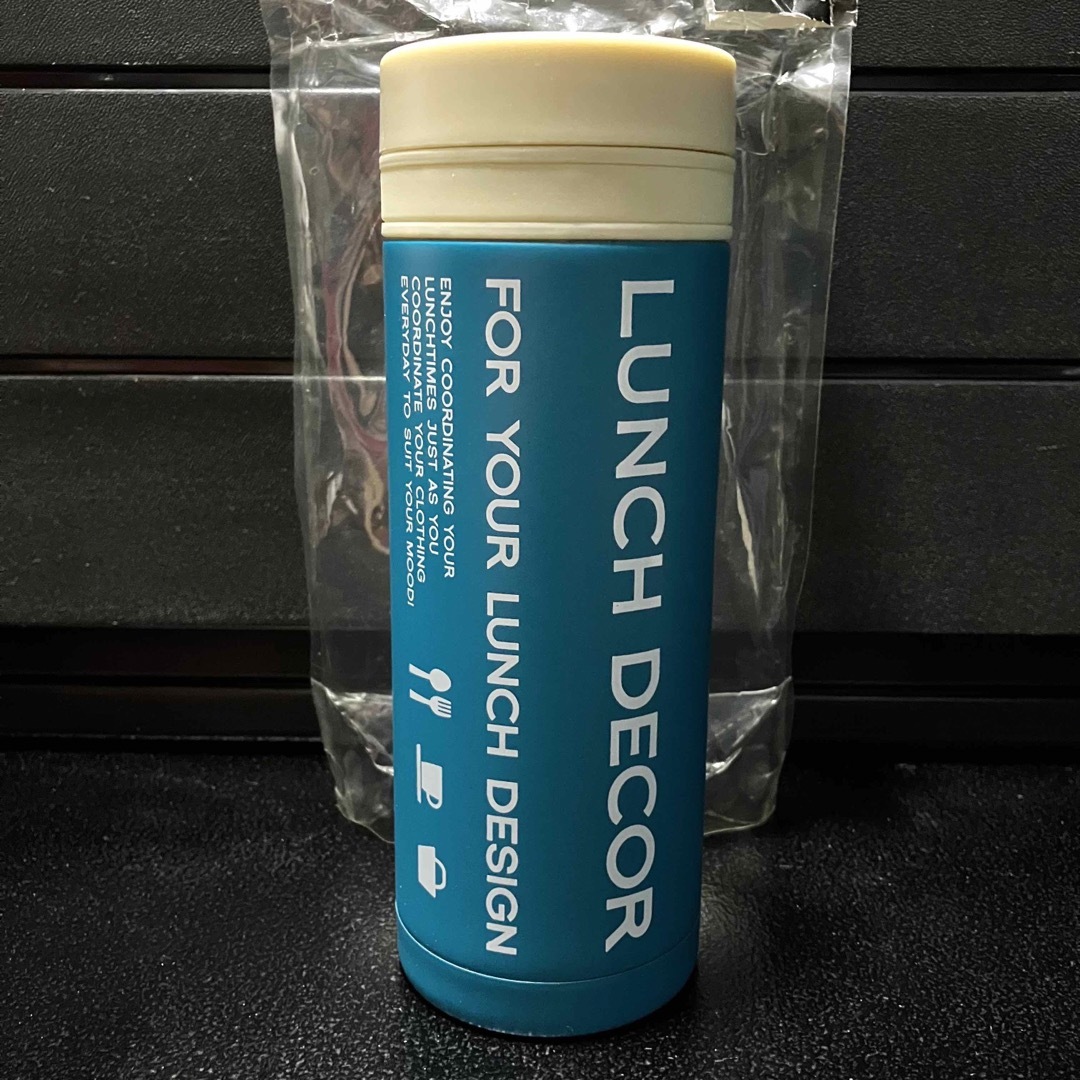 LUNCH DECOR
FOR YOUR LUNCH DESIGN
ENJOY COORDINATING YOUR
LUNCHTIMES JUST AS YOU
COORDINATE YOUR CLOTHING
EVERYDAY TO SUIT YOUR MOOD!